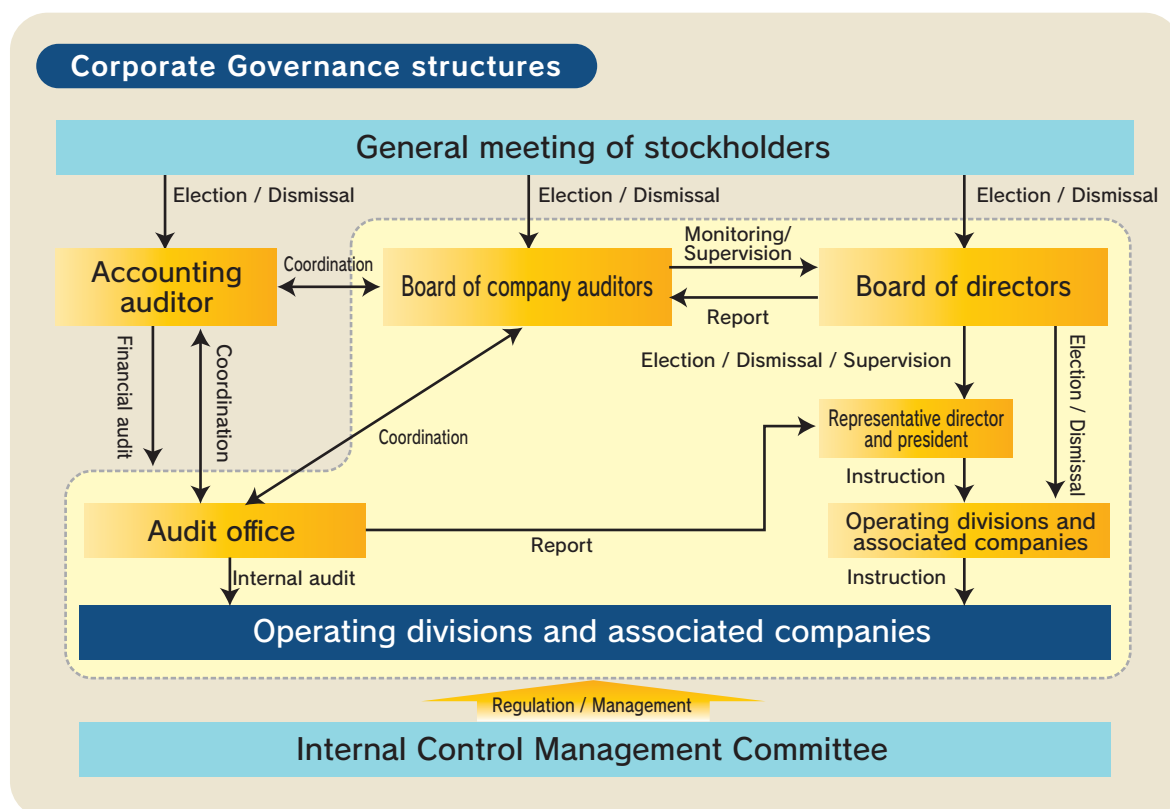 Corporate Governance structures
General meeting of stockholders
Election / Dismissal
Election / Dismissal
Election / Dismissal
Accounting
auditor
Coordination
Board of company auditors
Monitoring/
Supervision
Report
Board of directors
Financial audit
Coordination
Coordination
Election / Dismissal / Supervision
Election / Dismissal
Representative director
and president
Instruction
Audit office
Report
Operating divisions and
associated companies
Internal audit
Instruction
Operating divisions and associated companies
Regulation / Management
Internal Control Management Committee